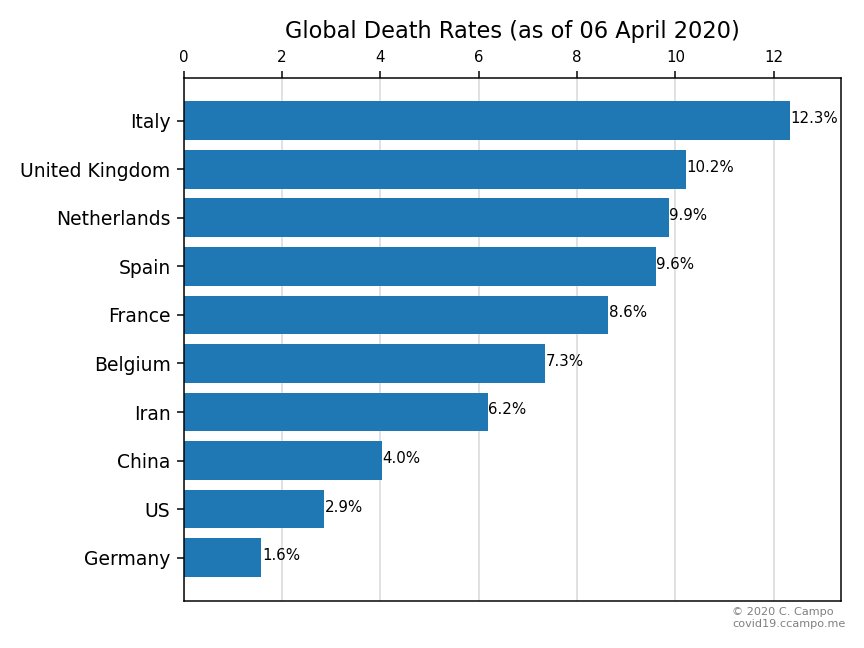 Global Death Rates (as of 06 April 2020)
0 2 4 6 8 10 12
Italy 12.3%
United Kingdom 10.2%
Netherlands 9.9%
Spain 9.6%
France 8.6%
Belgium 7.3%
Iran 6.2%
China 4.0%
US 2.9%
Germany 1.6%
© 2020 C. Campo
covid19.ccampo.me